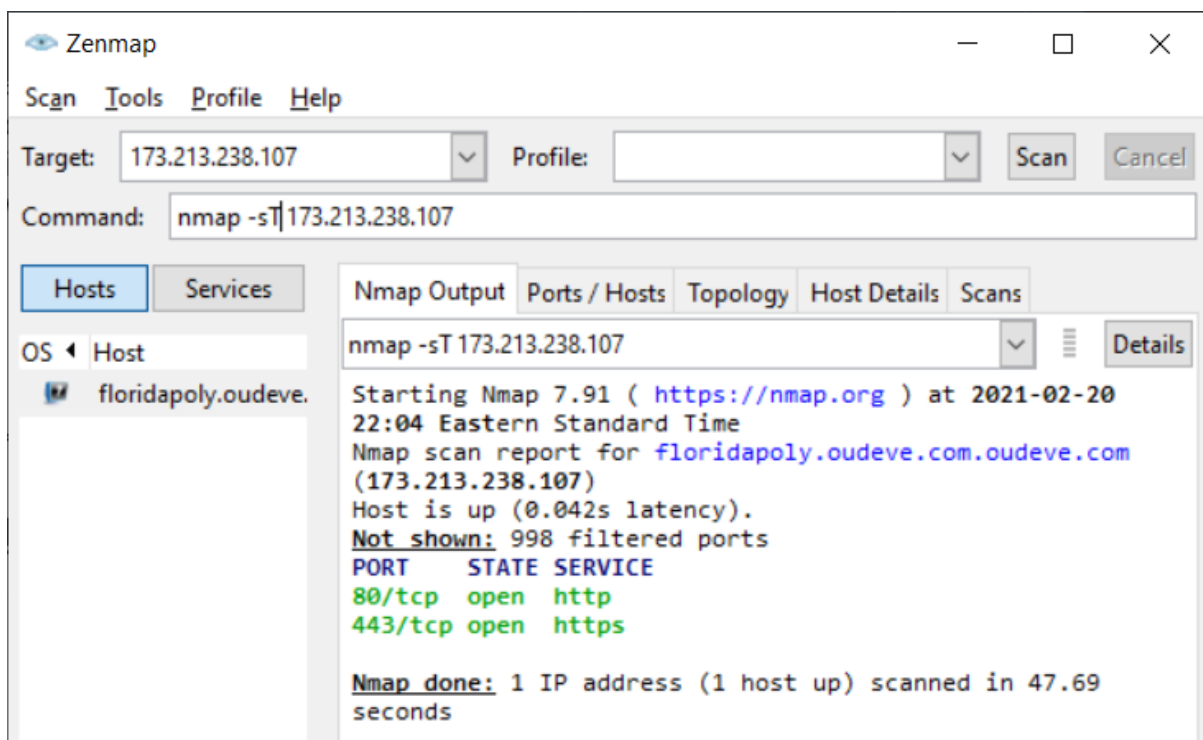 Zenmap
Scan Tools Profile Help
Target: 173.213.238.107 Profile: Scan Cancel
Command: nmap -sT 173.213.238.107
Hosts Services
Nmap Output Ports / Hosts Topology Host Details Scans
nmap -sT 173.213.238.107 Details
OS Host
floridapoly.oudeve.
Starting Nmap 7.91 ( https://nmap.org ) at 2021-02-20
22:04 Eastern Standard Time
Nmap scan report for floridapoly.oudeve.com.oudeve.com
(173.213.238.107)
Host is up (0.042s latency).
Not shown: 998 filtered ports
PORT STATE SERVICE
80/tcp open http
443/tcp open https
Nmap done: 1 IP address (1 host up) scanned in 47.69
seconds